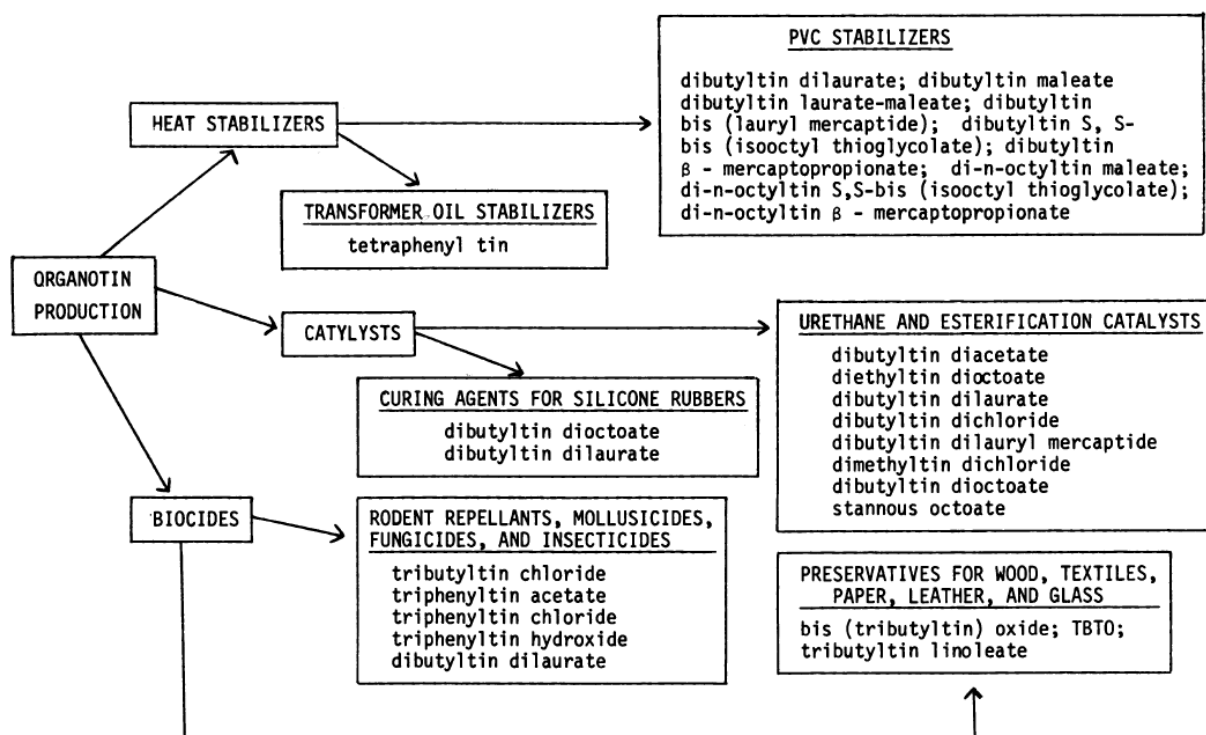 PVC STABILIZERS
dibutyltin dilaurate; dibutyltin maleate
dibutyltin laurate-maleate; dibutyltin
bis (lauryl mercaptide); dibutyltin S, S-
bis (isooctyl thioglycolate); dibutyltin
β - mercaptopropionate; di-n-octyltin maleate;
di-n-octyltin S,S-bis (isooctyl thioglycolate);
di-n-octyltin β - mercaptopropionate
HEAT STABILIZERS
TRANSFORMER OIL STABILIZERS
tetraphenyl tin
ORGANOTIN
PRODUCTION
CATYLYSTS
URETHANE AND ESTERIFICATION CATALYSTS
dibutyltin diacetate
diethyltin dioctoate
dibutyltin dilaurate
dibutyltin dichloride
dibutyltin dilauryl mercaptide
dimethyltin dichloride
dibutyltin dioctoate
stannous octoate
CURING AGENTS FOR SILICONE RUBBERS
dibutyltin dioctoate
dibutyltin dilaurate
BIOCIDES
RODENT REPELLANTS, MOLLUSICIDES,
FUNGICIDES, AND INSECTICIDES
tributyltin chloride
triphenyltin acetate
triphenyltin chloride
triphenyltin hydroxide
dibutyltin dilaurate
PRESERVATIVES FOR WOOD, TEXTILES,
PAPER, LEATHER, AND GLASS
bis (tributyltin) oxide; TBTO;
tributyltin linoleate